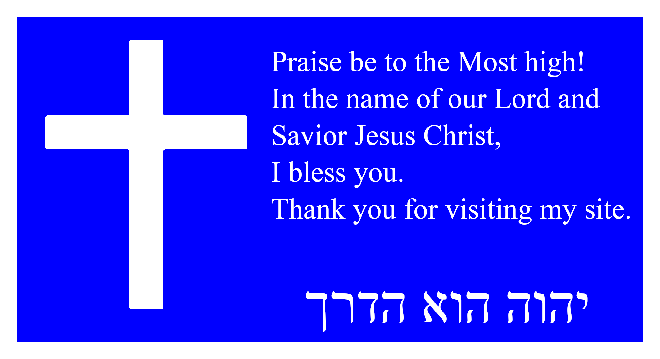 Praise be to the Most high!
In the name of our Lord and
Savior Jesus Christ,
I bless you.
Thank you for visiting my site.
יהוה הוא הדרך